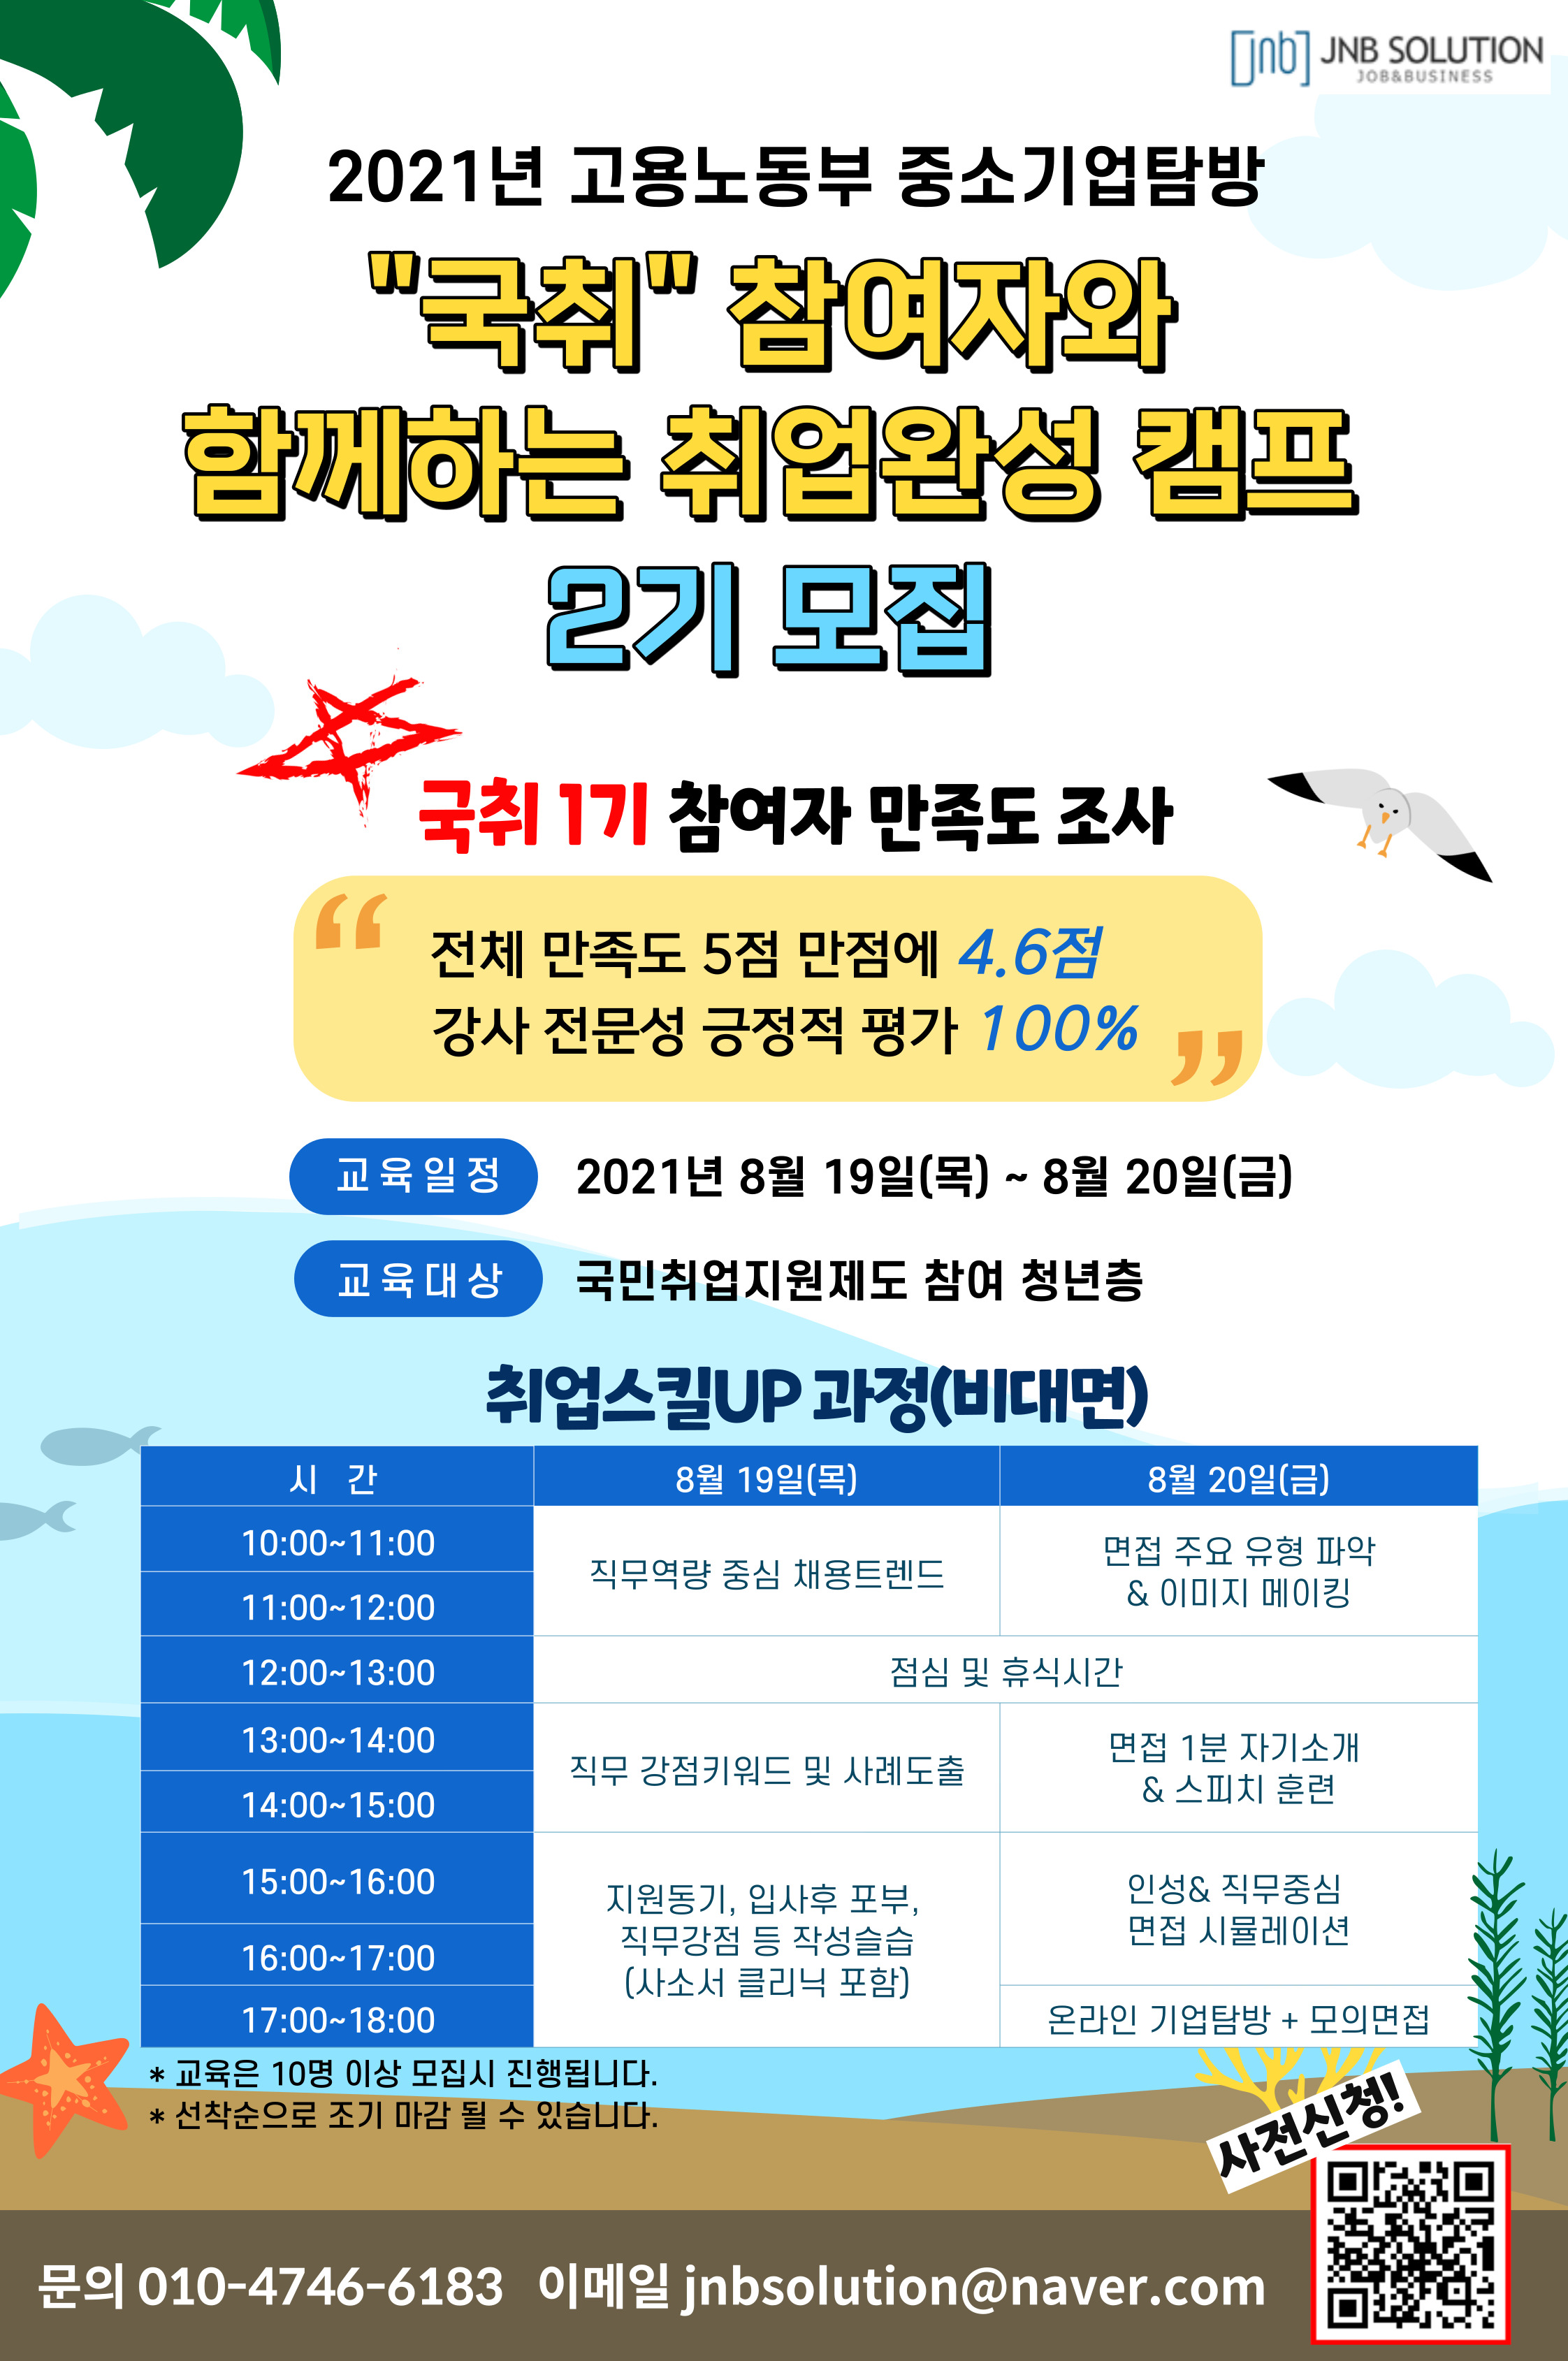 [jnb] JNB SOLUTION
JOB&BUSINESS
2021년 고용노동부 중소기업탐방
"국취" 참여자와
함께하는 취업완성 캠프
2기 모집
국취 1기 참여자 만족도 조사
“
전체 만족도 5점 만점에 4.6점
강사 전문성 긍정적 평가 100%
”
교육일정 2021년 8월 19일(목) ~ 8월 20일(금)
교육대상 국민취업지원제도 참여 청년층
취업스킬UP 과정(비대면)
시 간 8월 19일(목) 8월 20일(금)
10:00~11:00
11:00~12:00
직무역량 중심 채용트렌드
면접 주요 유형 파악
& 이미지 메이킹
12:00~13:00 점심 및 휴식시간
13:00~14:00
14:00~15:00
직무 강점키워드 및 사례도출
면접 1분 자기소개
& 스피치 훈련
15:00~16:00
16:00~17:00
17:00~18:00
지원동기, 입사후 포부,
직무강점 등 작성슬습
(사소서 클리닉 포함)
인성& 직무중심
면접 시뮬레이션
온라인 기업탐방 + 모의면접
* 교육은 10명 이상 모집시 진행됩니다.
* 선착순으로 조기 마감 될 수 있습니다.
사전신청!
문의 010-4746-6183 이메일 jnbsolution@naver.com